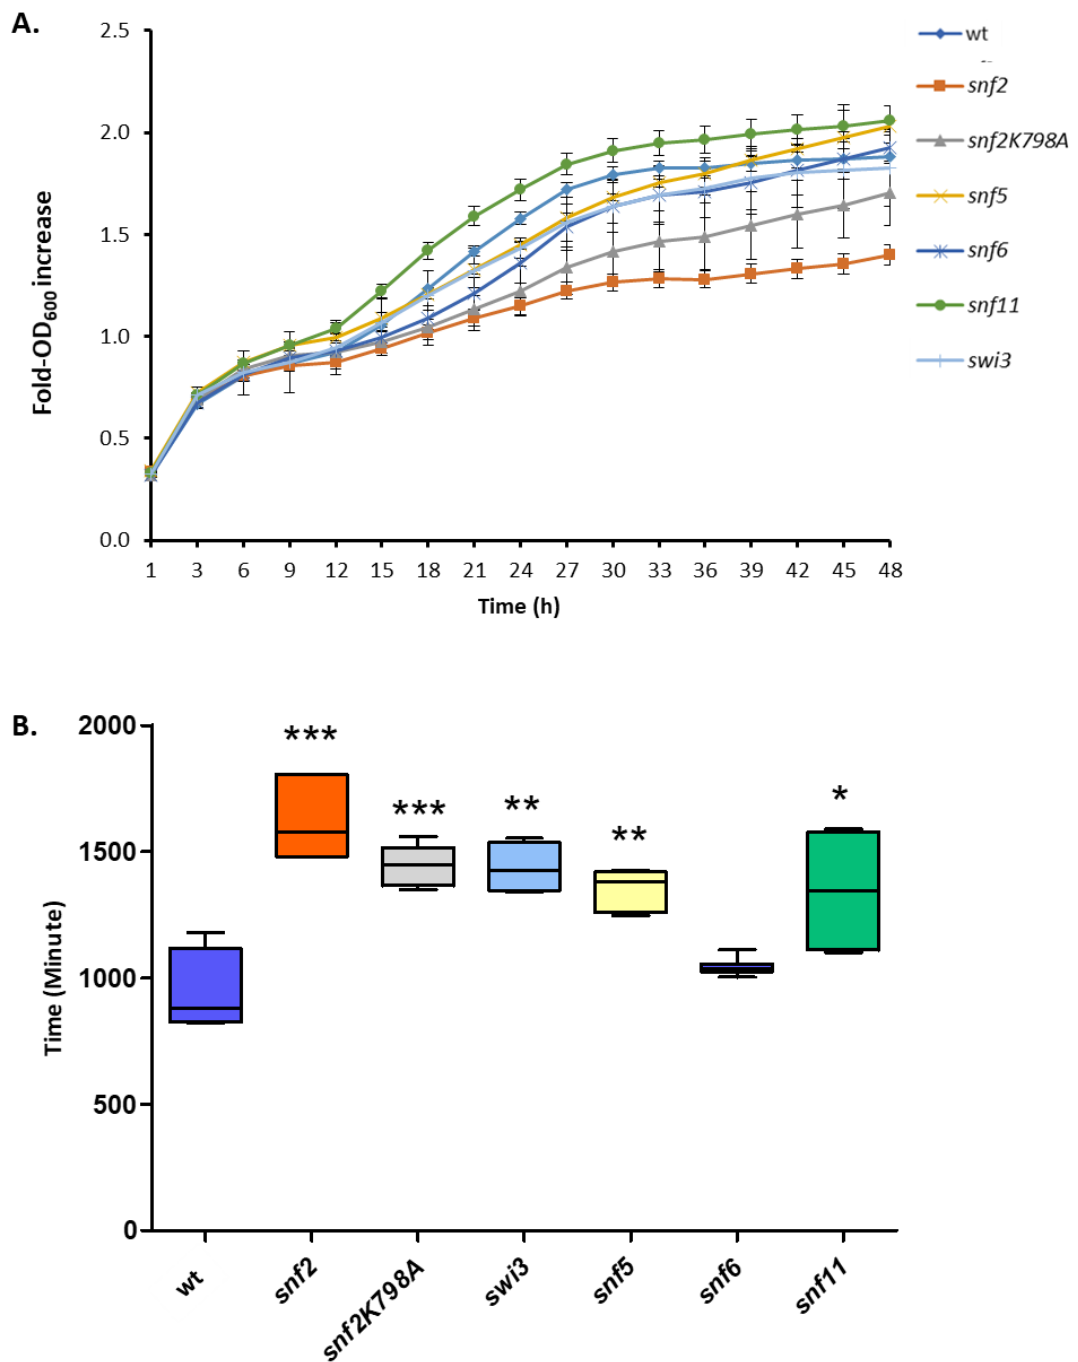 A.
Fold-OD600 increase
2.5
2.0
1.5
1.0
0.5
0.0
1 3 6 9 12 15 18 21 24 27 30 33 36 39 42 45 48
Time (h)
wt
snf2
snf2K798A
snf5
snf6
snf11
swi3
B.
Time (Minute)
2000
1500
1000
500
0
***
***
**
**
*
wt snf2 snf2K798A swi3 snf5 snf6 snf11